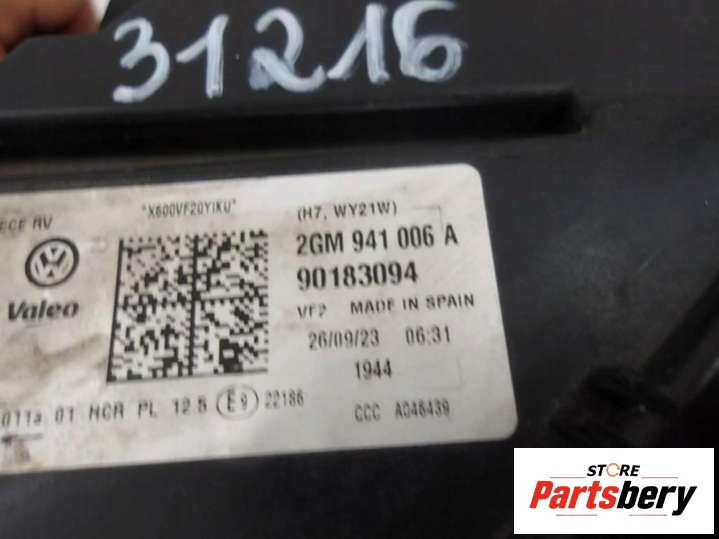 31216
ECE RV
"X600VF20YIKU"
(H7, WY21W)
2GM 941 006 A
90183094
Valeo
VF2 MADE IN SPAIN
26/09/23 06:31
1944
011a 01 HCR PL 12.5 E9 22186
CCC A046439
STORE
Partsbery